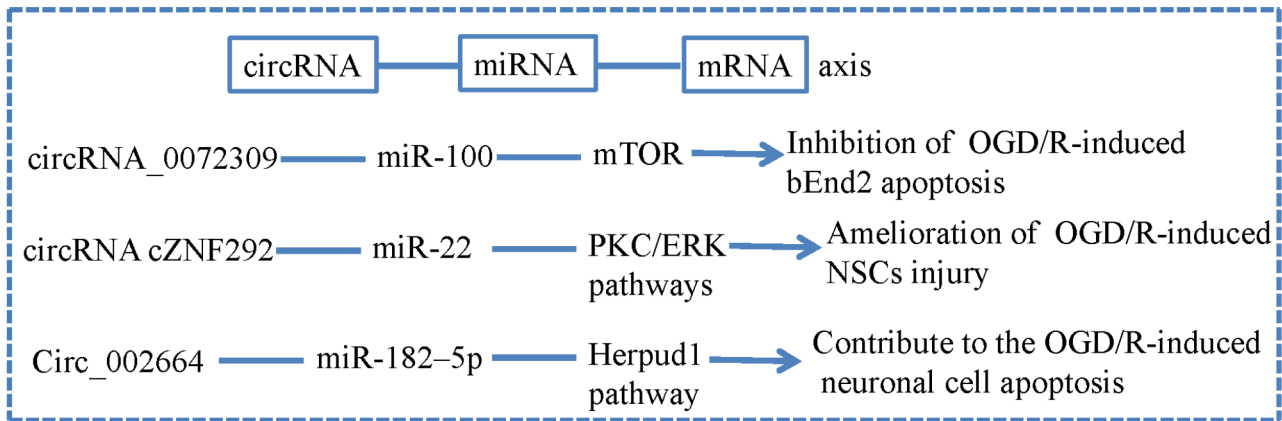 circRNA miRNA mRNA axis
circRNA_0072309 miR-100 mTOR Inhibition of OGD/R-induced
bEnd2 apoptosis
circRNA cZNF292 miR-22 PKC/ERK Amelioration of OGD/R-induced
pathways NSCs injury
Circ_002664 miR-182–5p Herpud1 Contribute to the OGD/R-induced
pathway neuronal cell apoptosis